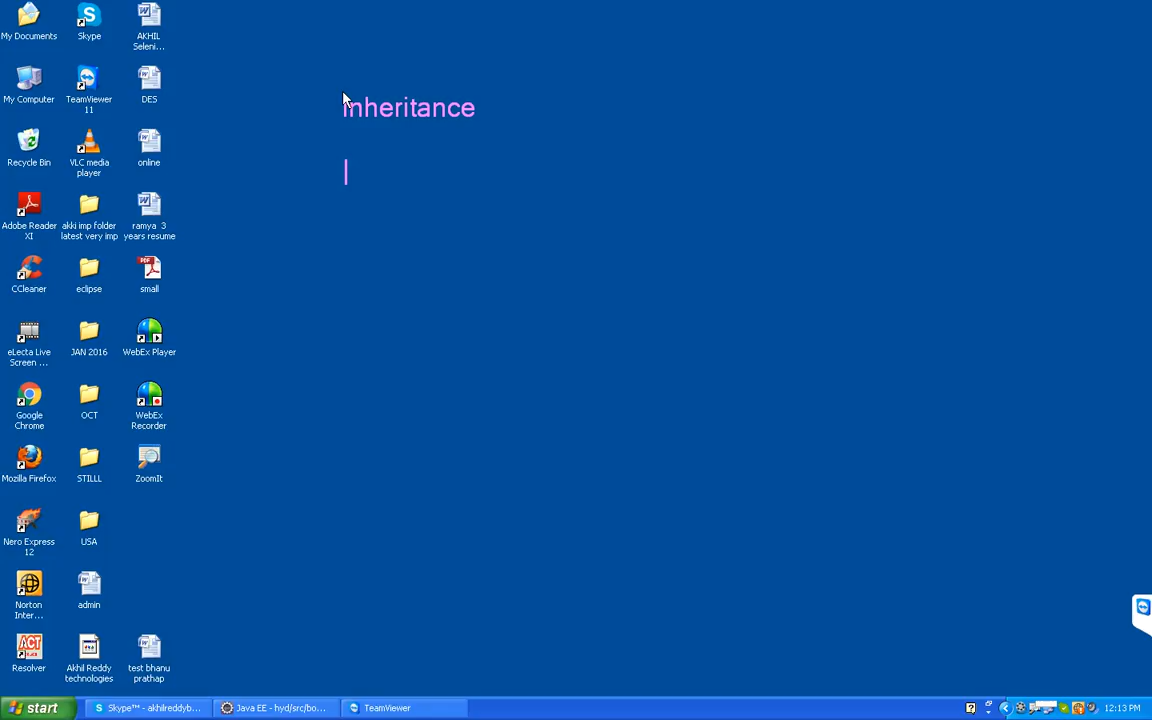 My Documents
Skype
AKHIL
Seleni...
inheritance
My Computer
TeamViewer
11
DES
Recycle Bin
VLC media
player
online
Adobe Reader
XI
akki imp folder
latest very imp
ramya 3
years resume
CCleaner
eclipse
PDF
small
eLecta Live
Screen ...
JAN 2016
WebEx Player
Google
Chrome
OCT
WebEx
Recorder
Mozilla Firefox
STILLL
ZoomIt
Nero Express
12
USA
Norton
Inter...
admin
ACT
Resolver
Akhil Reddy
technologies
test bhanu
prathap
start
Skype™ - akhilreddyb...
Java EE - hyd/src/bo...
TeamViewer
12:13 PM